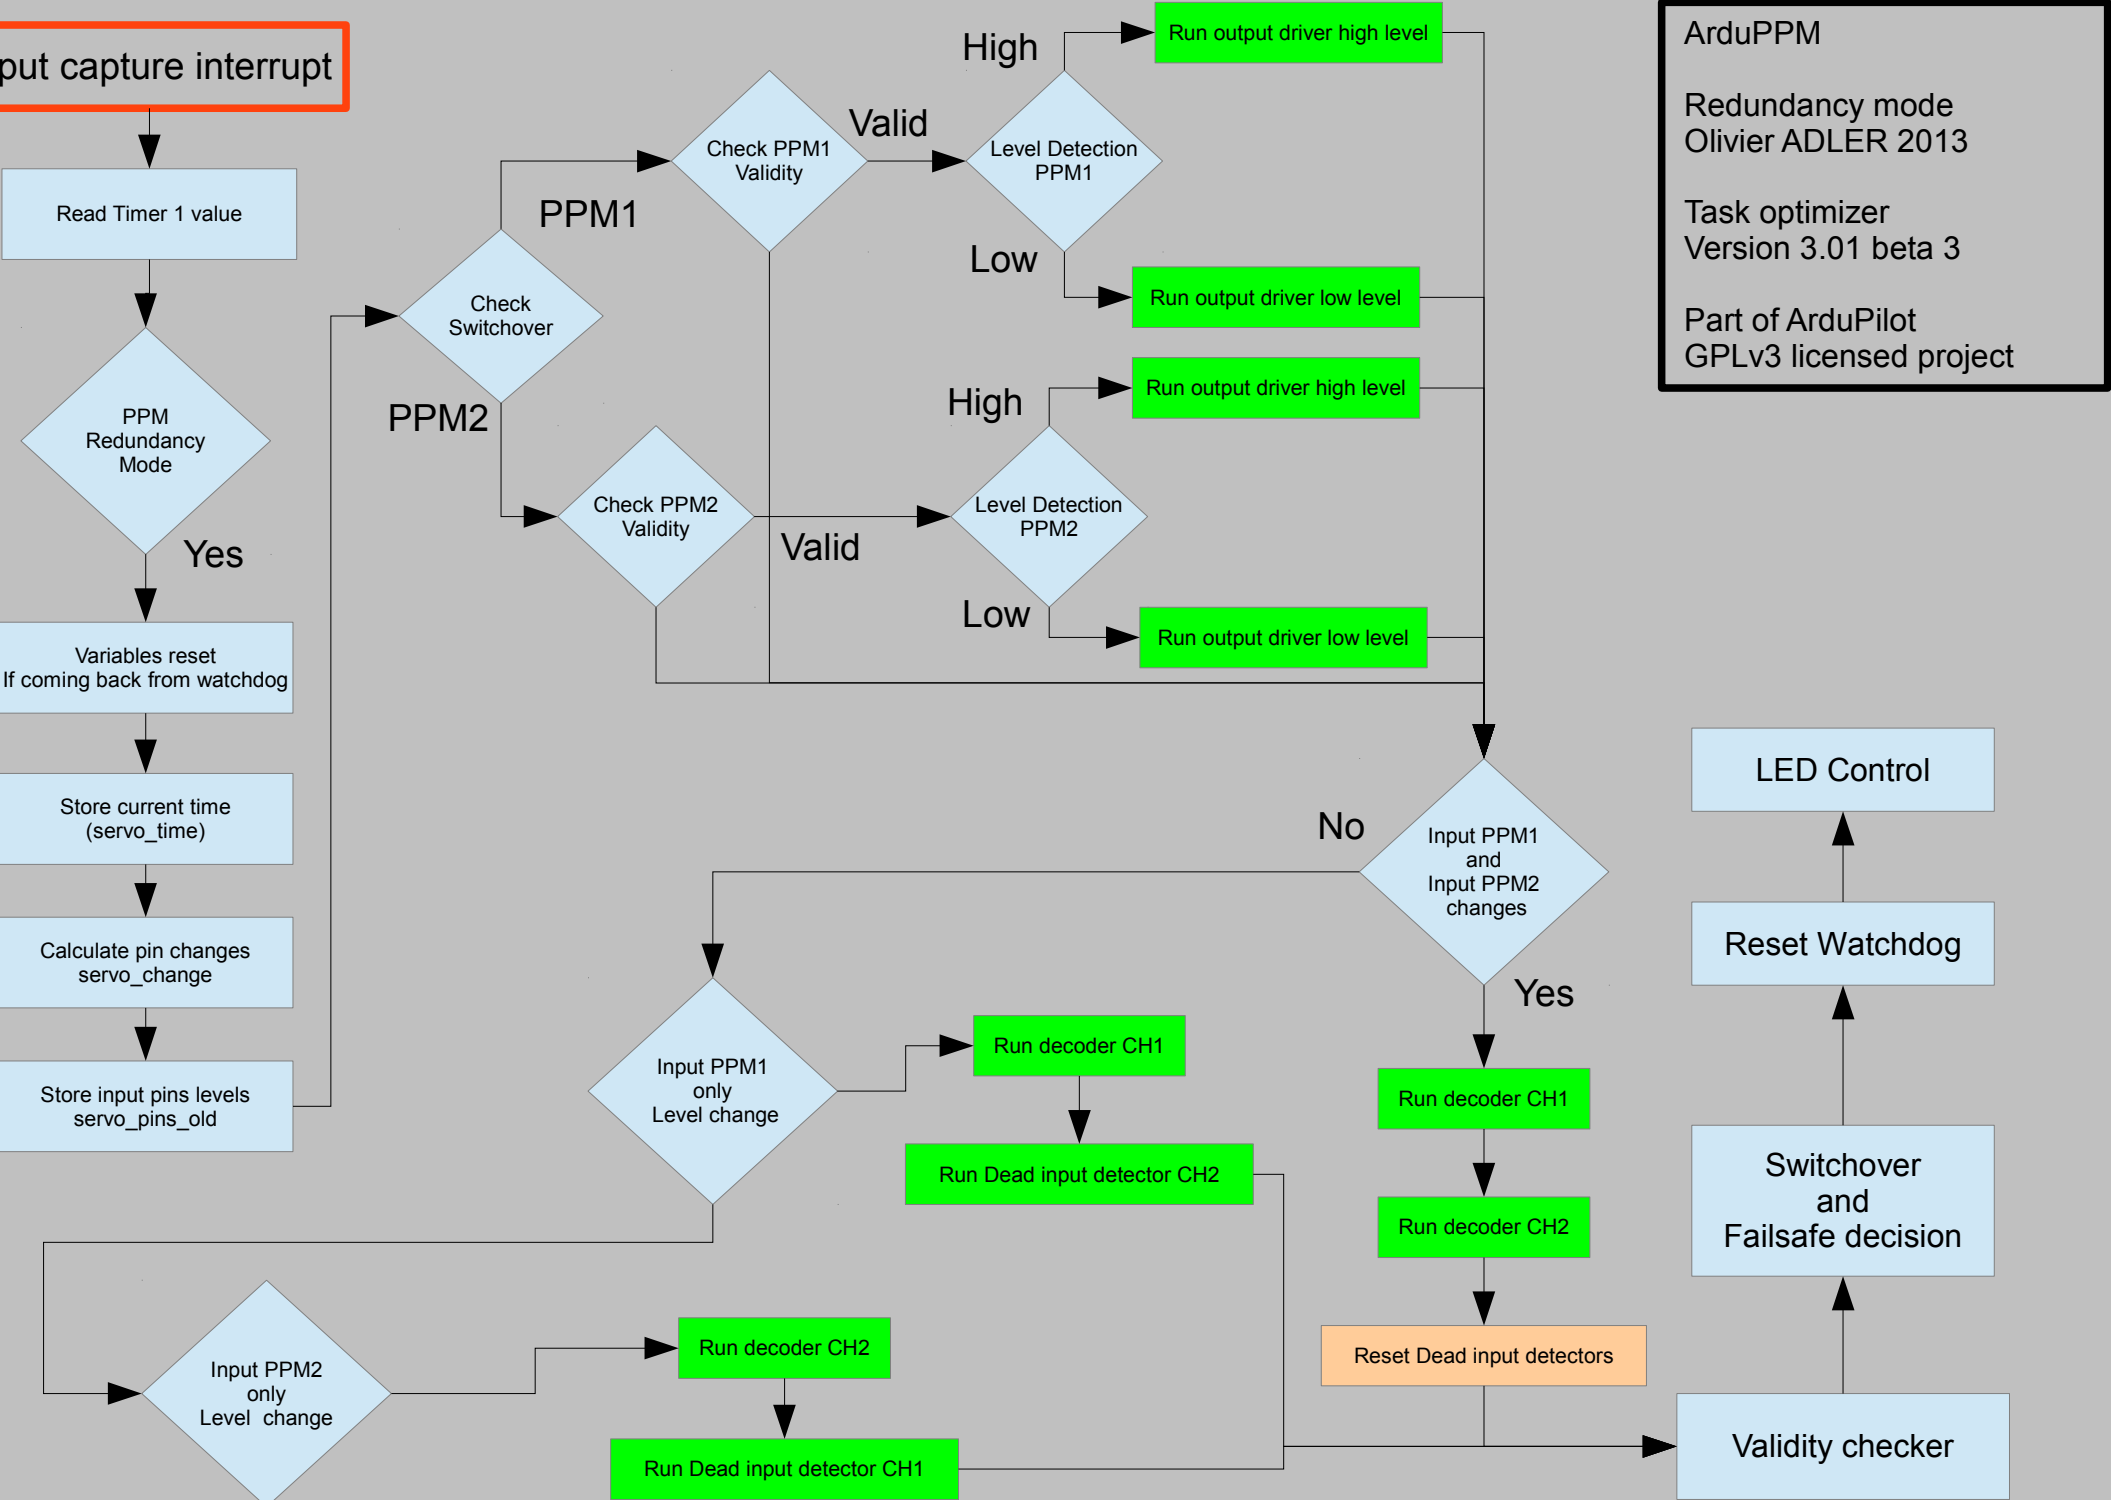 put capture interrupt
Read Timer 1 value
PPM
Redundancy
Mode
Yes
Variables reset
If coming back from watchdog
Store current time
(servo_time)
Calculate pin changes
servo_change
Store input pins levels
servo_pins_old
Check
Switchover
PPM1
PPM2
Check PPM1
Validity
Valid
Level Detection
PPM1
High
Run output driver high level
Low
Run output driver low level
Check PPM2
Validity
Valid
Level Detection
PPM2
High
Run output driver high level
Low
Run output driver low level
Input PPM1
and
Input PPM2
changes
No
Yes
Run decoder CH1
Run decoder CH2
Reset Dead input detectors
Input PPM1
only
Level change
Run decoder CH1
Run Dead input detector CH2
Input PPM2
only
Level change
Run decoder CH2
Run Dead input detector CH1
Validity checker
Switchover
and
Failsafe decision
Reset Watchdog
LED Control
ArduPPM
Redundancy mode
Olivier ADLER 2013
Task optimizer
Version 3.01 beta 3
Part of ArduPilot
GPLv3 licensed project